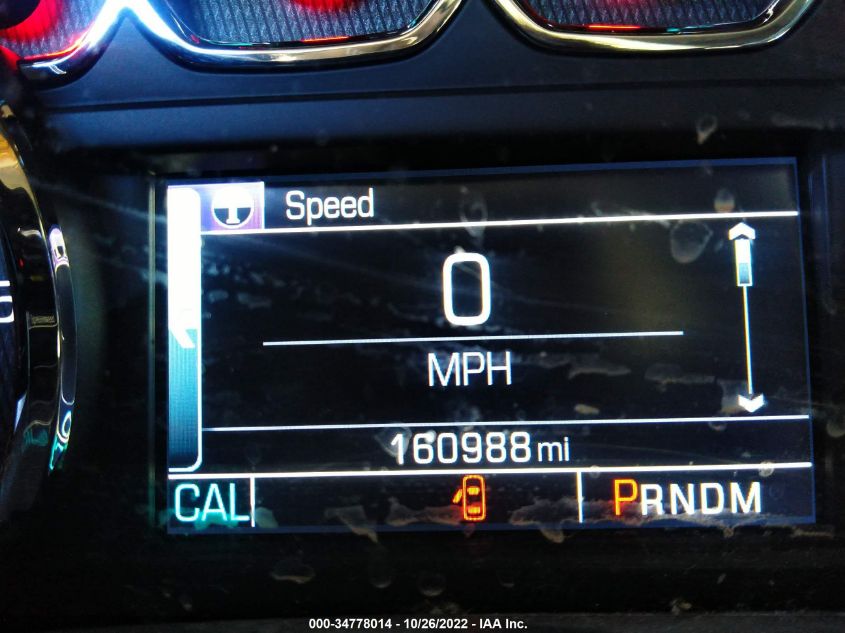 Speed
0
MPH
160988 mi
CAL PRNDM
000-34778014 - 10/26/2022 - IAA Inc.